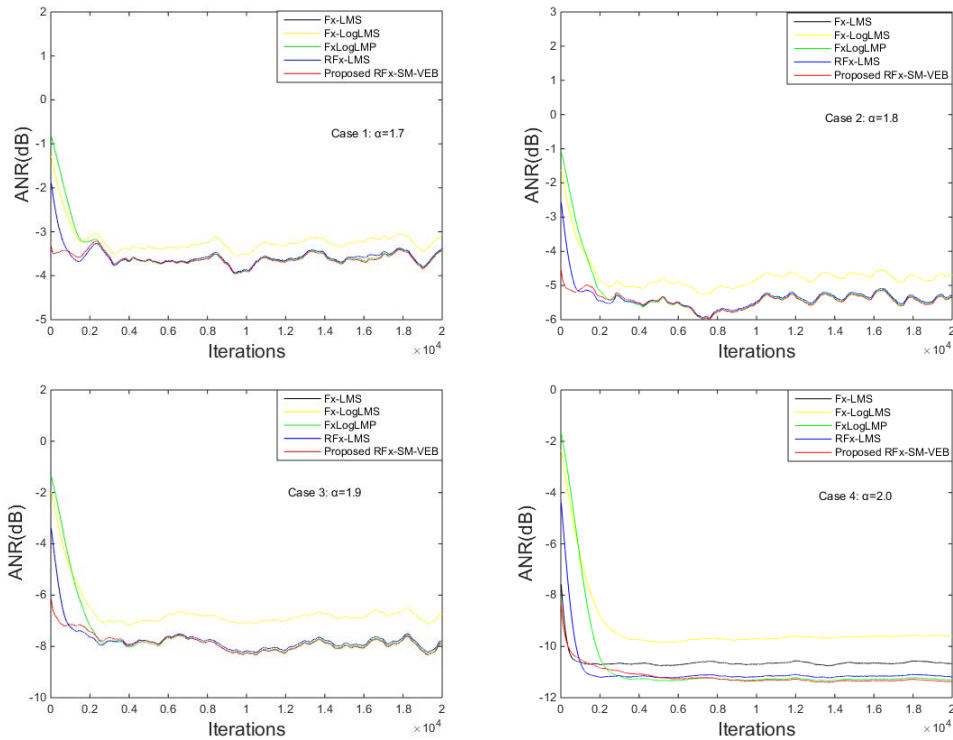 2
1
0
-1
-2
-3
-4
-5
ANR(dB)
Fx-LMS
Fx-LogLMS
FxLogLMP
RFx-LMS
Proposed RFx-SM-VEB
Case 1: α=1.7
0 0.2 0.4 0.6 0.8 1 1.2 1.4 1.6 1.8 2
Iterations
×10^4
3
2
1
0
-1
-2
-3
-4
-5
-6
ANR(dB)
Fx-LMS
Fx-LogLMS
FxLogLMP
RFx-LMS
Proposed RFx-SM-VEB
Case 2: α=1.8
0 0.2 0.4 0.6 0.8 1 1.2 1.4 1.6 1.8 2
Iterations
×10^4
2
0
-2
-4
-6
-8
-10
ANR(dB)
Fx-LMS
Fx-LogLMS
FxLogLMP
RFx-LMS
Proposed RFx-SM-VEB
Case 3: α=1.9
0 0.2 0.4 0.6 0.8 1 1.2 1.4 1.6 1.8 2
Iterations
×10^4
0
-2
-4
-6
-8
-10
-12
ANR(dB)
Fx-LMS
Fx-LogLMS
FxLogLMP
RFx-LMS
Proposed RFx-SM-VEB
Case 4: α=2.0
0 0.2 0.4 0.6 0.8 1 1.2 1.4 1.6 1.8 2
Iterations
×10^4